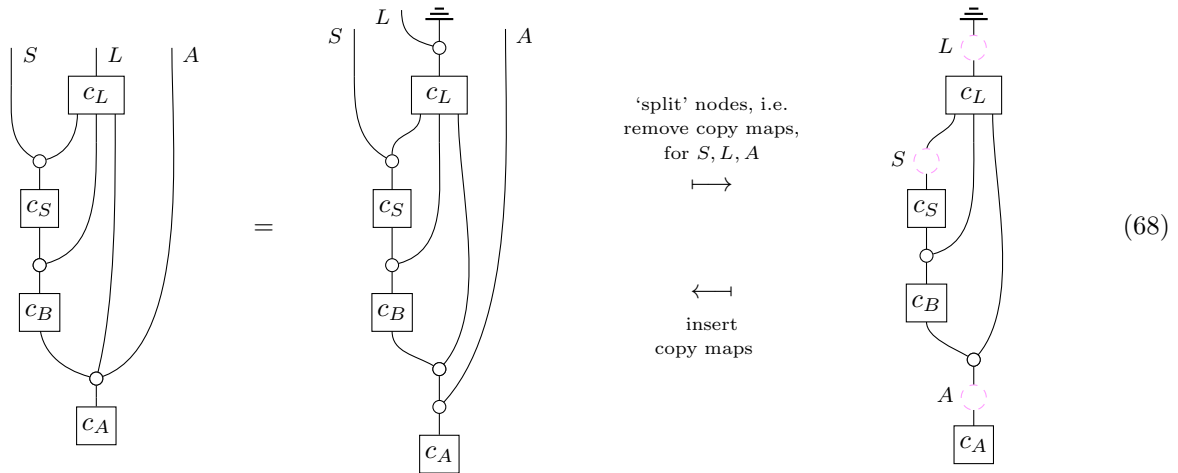 S L A
c_L
c_S
c_B
c_A
=
S L A
c_L
c_S
c_B
c_A
‘split’ nodes, i.e.
remove copy maps,
for S, L, A
⟼
⟻
insert
copy maps
L
c_L
S
c_S
c_B
A
c_A
(68)